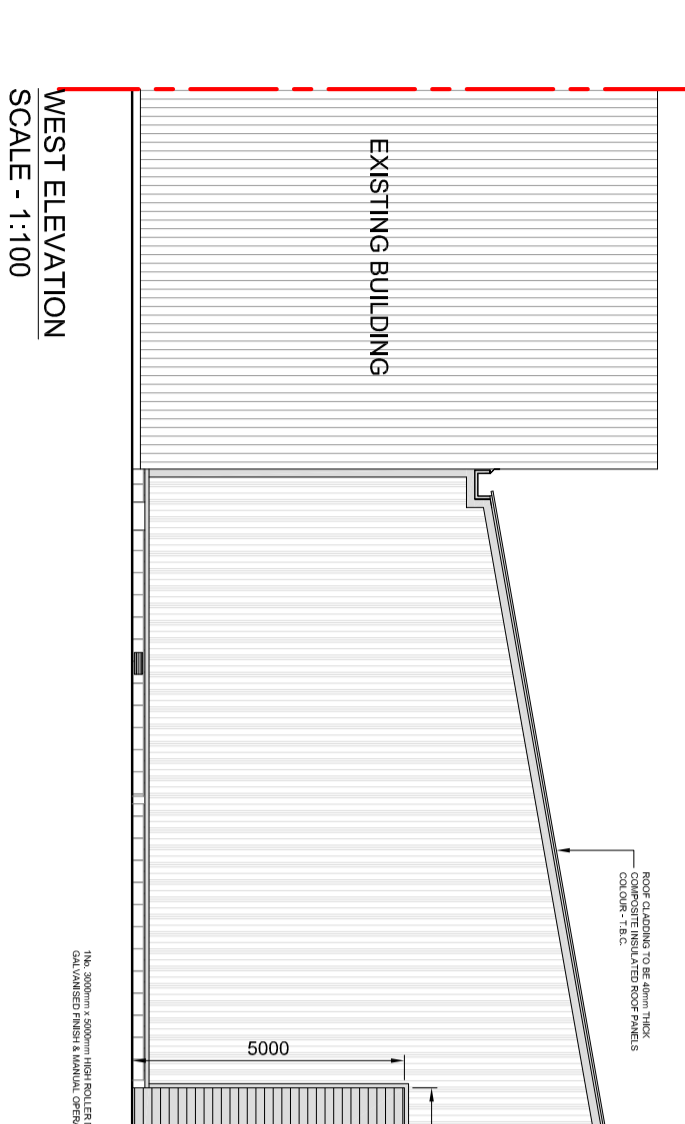 EXISTING BUILDING
ROOF CLADDING TO BE 40mm THICK
COMPOSITE INSULATED ROOF PANELS
COLOUR - T.B.C.
5000
1No. 3000mm x 5000mm HIGH ROLLER
GALVANISED FINISH & MANUAL
WEST ELEVATION
SCALE - 1:100